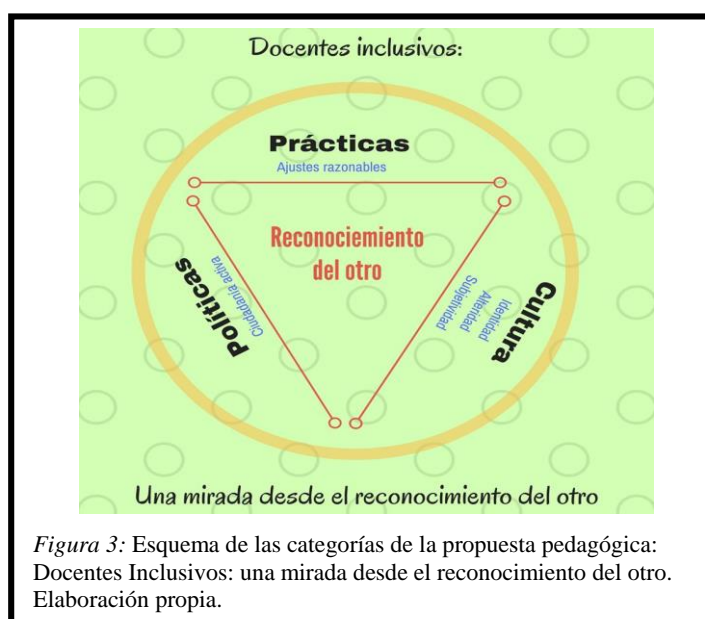 Docentes inclusivos:
Prácticas
Ajustes razonables
Reconociemiento
del otro
Políticas
Ciudadanía activa
Cultura
Identidad
Alteridad
Subjetividad
Una mirada desde el reconocimiento del otro
Figura 3: Esquema de las categorías de la propuesta pedagógica:
Docentes Inclusivos: una mirada desde el reconocimiento del otro.
Elaboración propia.